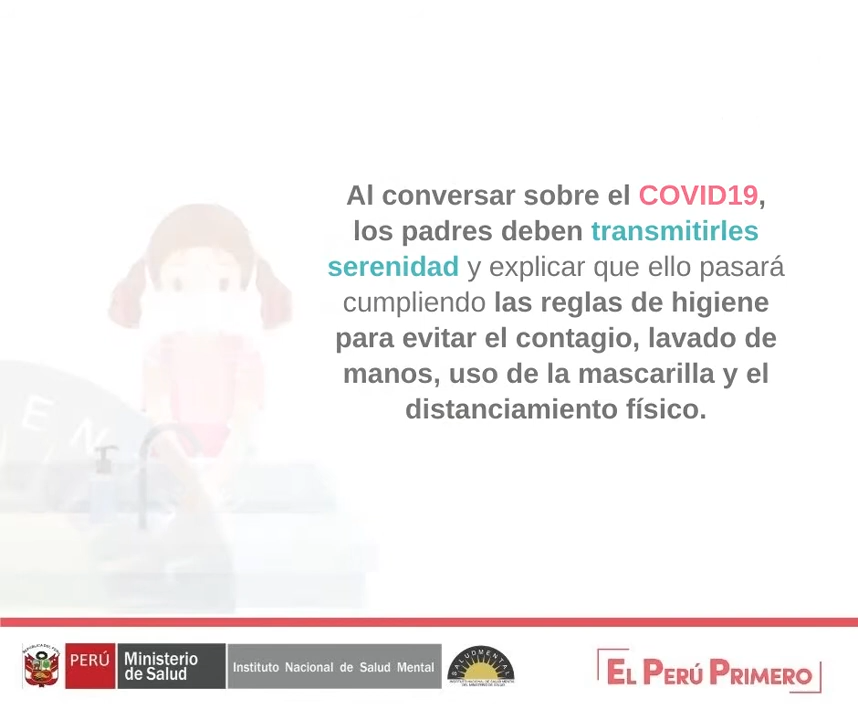 Al conversar sobre el COVID19,
los padres deben transmitirles
serenidad y explicar que ello pasará
cumpliendo las reglas de higiene
para evitar el contagio, lavado de
manos, uso de la mascarilla y el
distanciamiento físico.
EN
PERÚ
Ministerio
de Salud
Instituto Nacional de Salud Mental
SALUDMENTAL
EL PERÚ PRIMERO